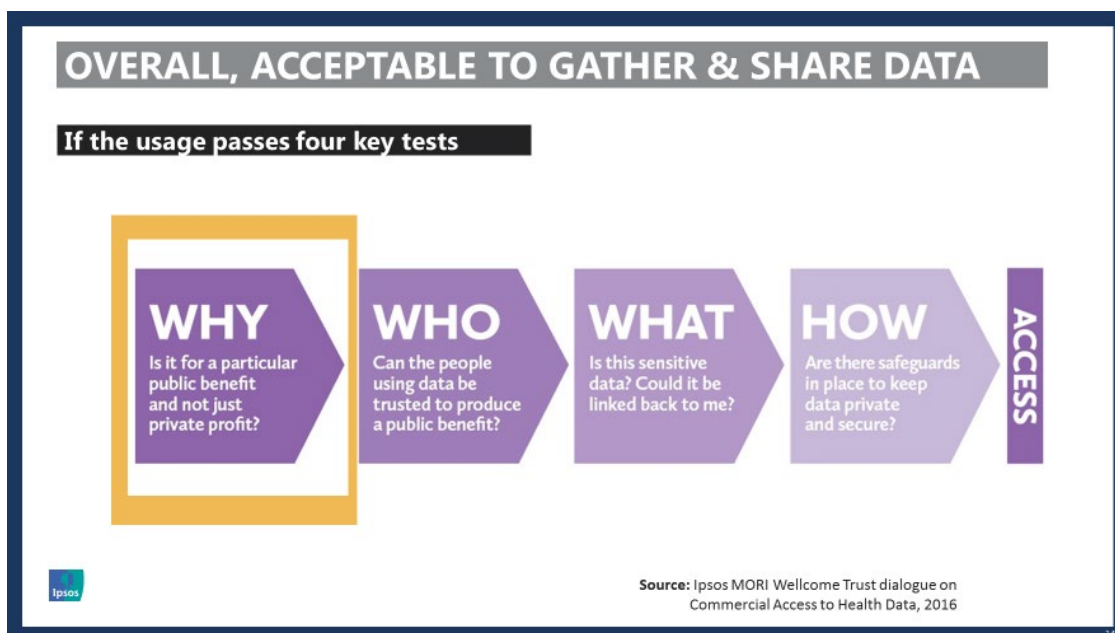 OVERALL, ACCEPTABLE TO GATHER & SHARE DATA
If the usage passes four key tests
WHY
Is it for a particular
public benefit
and not just
private profit?
WHO
Can the people
using data be
trusted to produce
a public benefit?
WHAT
Is this sensitive
data? Could it be
linked back to me?
HOW
Are there safeguards
in place to keep
data private
and secure?
ACCESS
Ipsos
Source: Ipsos MORI Wellcome Trust dialogue on
Commercial Access to Health Data, 2016